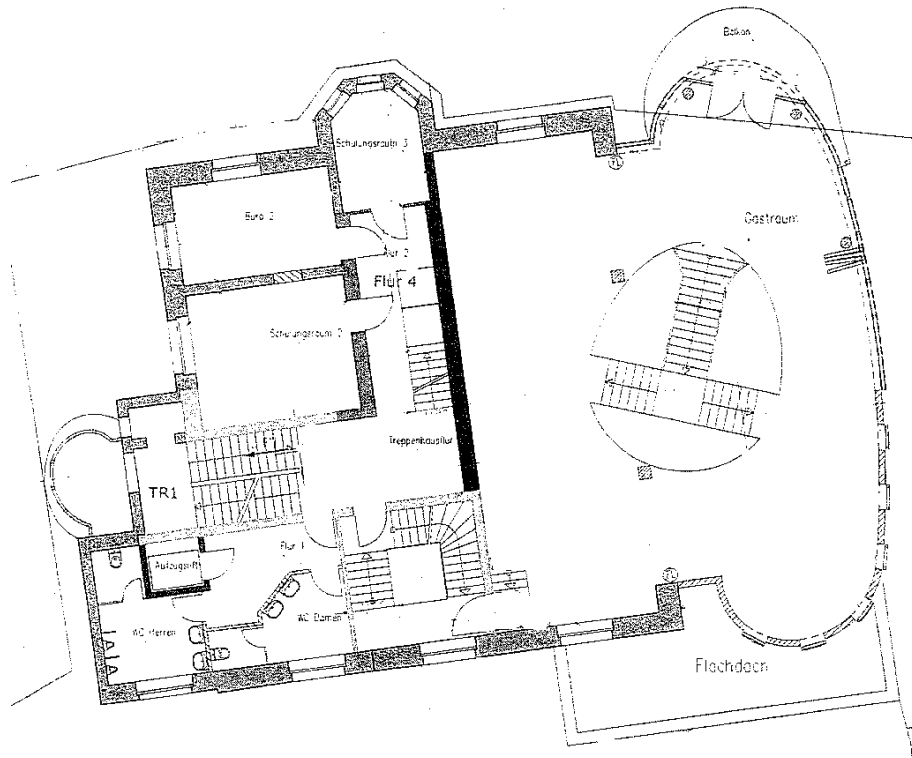 Balkon
Schulungsraum 3
Büro 2
Gastraum
Flur 2
Flur 4
Schulungsraum 2
Treppenhausflur
TR1
Flur 1
WC Herren
WC Damen
Flachdach